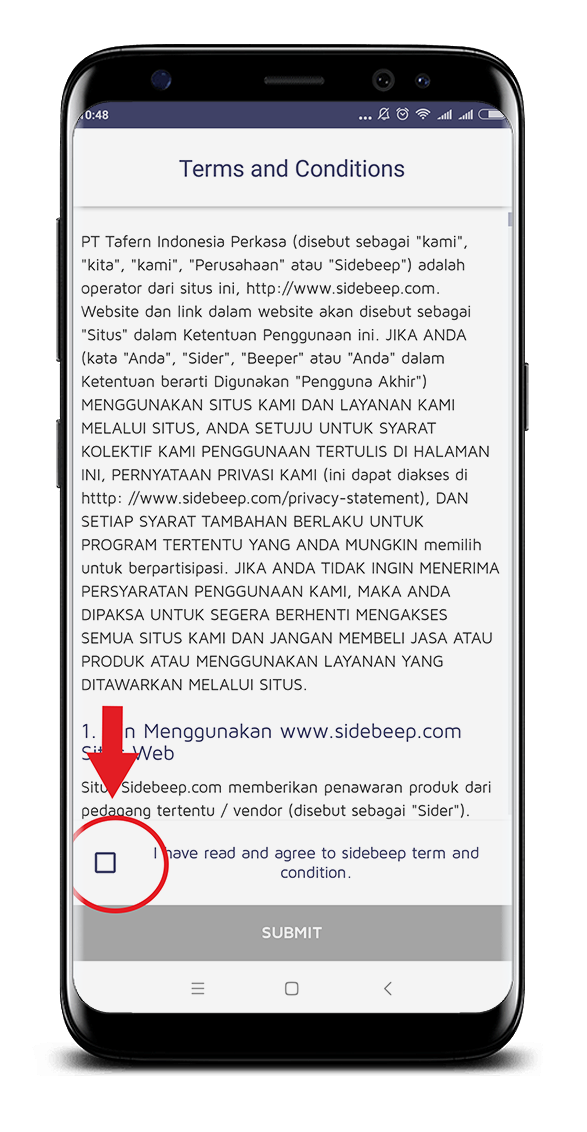 0:48
Terms and Conditions
PT Tafern Indonesia Perkasa (disebut sebagai "kami",
"kita", "kami", "Perusahaan" atau "Sidebeep") adalah
operator dari situs ini, http://www.sidebeep.com.
Website dan link dalam website akan disebut sebagai
"Situs" dalam Ketentuan Penggunaan ini. JIKA ANDA
(kata "Anda", "Sider", "Beeper" atau "Anda" dalam
Ketentuan berarti Digunakan "Pengguna Akhir")
MENGGUNAKAN SITUS KAMI DAN LAYANAN KAMI
MELALUI SITUS, ANDA SETUJU UNTUK SYARAT
KOLEKTIF KAMI PENGGUNAAN TERTULIS DI HALAMAN
INI, PERNYATAAN PRIVASI KAMI (ini dapat diakses di
htttp: //www.sidebeep.com/privacy-statement), DAN
SETIAP SYARAT TAMBAHAN BERLAKU UNTUK
PROGRAM TERTENTU YANG ANDA MUNGKIN memilih
untuk berpartisipasi. JIKA ANDA TIDAK INGIN MENERIMA
PERSYARATAN PENGGUNAAN KAMI, MAKA ANDA
DIPAKSA UNTUK SEGERA BERHENTI MENGAKSES
SEMUA SITUS KAMI DAN JANGAN MEMBELI JASA ATAU
PRODUK ATAU MENGGUNAKAN LAYANAN YANG
DITAWARKAN MELALUI SITUS.
1. Menggunakan www.sidebeep.com
Web
Situs Sidebeep.com memberikan penawaran produk dari
pedagang tertentu / vendor (disebut sebagai "Sider").
I have read and agree to sidebeep term and
condition.
SUBMIT